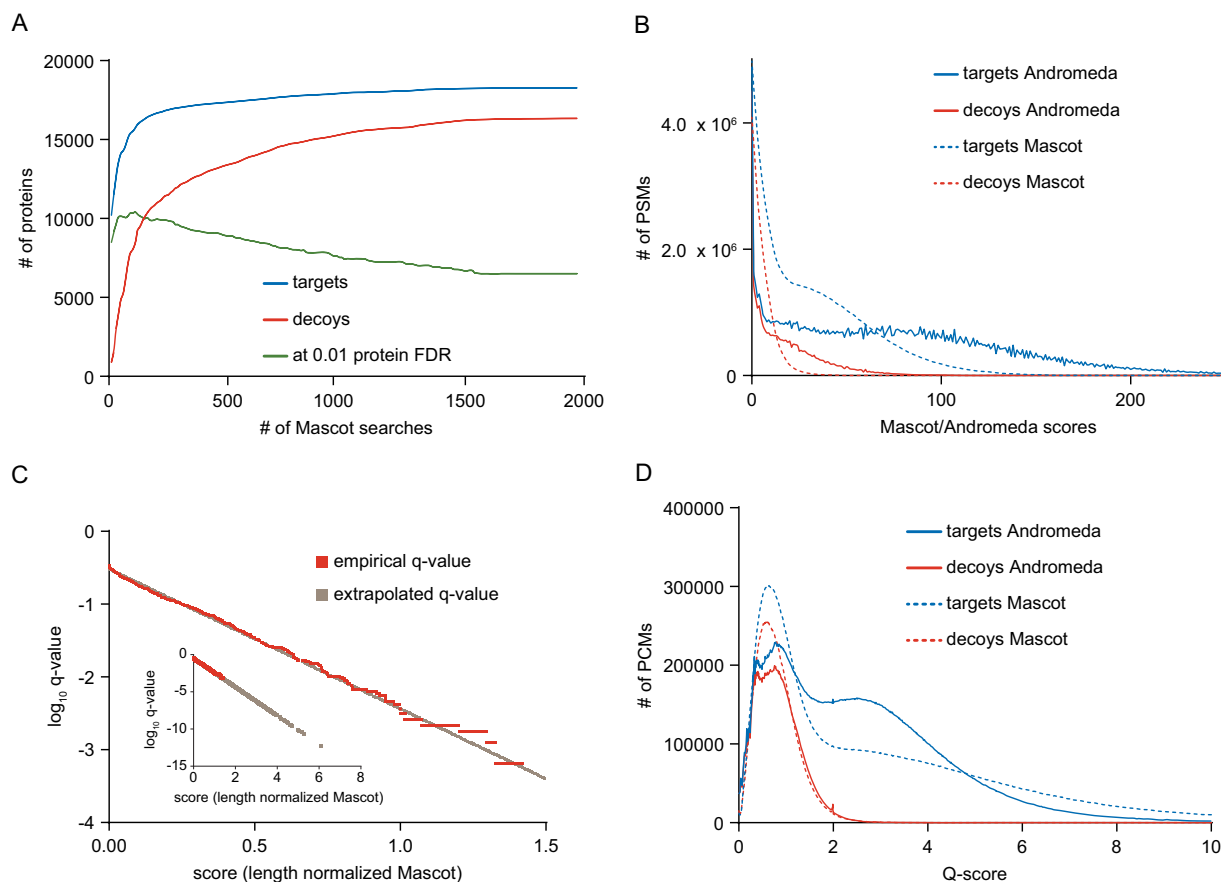 A
20000
15000
10000
5000
0
# of proteins
targets
decoys
at 0.01 protein FDR
0
500
1000
1500
2000
# of Mascot searches
B
targets Andromeda
decoys Andromeda
targets Mascot
decoys Mascot
4.0 x 10⁶
2.0 x 10⁶
0
# of PSMs
0
100
200
Mascot/Andromeda scores
C
0
-1
-2
-3
-4
log₁₀ q-value
empirical q-value
extrapolated q-value
0
-5
-10
-15
log₁₀ q-value
0
2
4
6
8
score (length normalized Mascot)
0.0
0.5
1.0
1.5
score (length normalized Mascot)
D
400000
300000
200000
100000
0
# of PCMs
targets Andromeda
decoys Andromeda
targets Mascot
decoys Mascot
0
2
4
6
8
10
Q-score